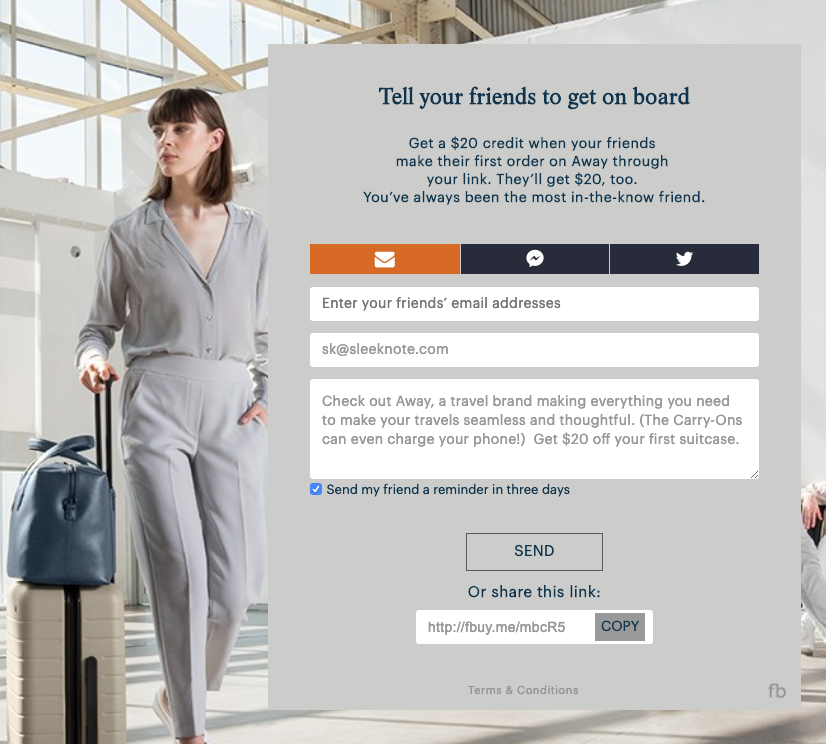 Tell your friends to get on board
Get a $20 credit when your friends
make their first order on Away through
your link. They’ll get $20, too.
You’ve always been the most in-the-know friend.
Enter your friends’ email addresses
sk@sleeknote.com
Check out Away, a travel brand making everything you need
to make your travels seamless and thoughtful. (The Carry-Ons
can even charge your phone!)  Get $20 off your first suitcase.
Send my friend a reminder in three days
SEND
Or share this link:
http://fbuy.me/mbcR5
COPY
Terms & Conditions
fb